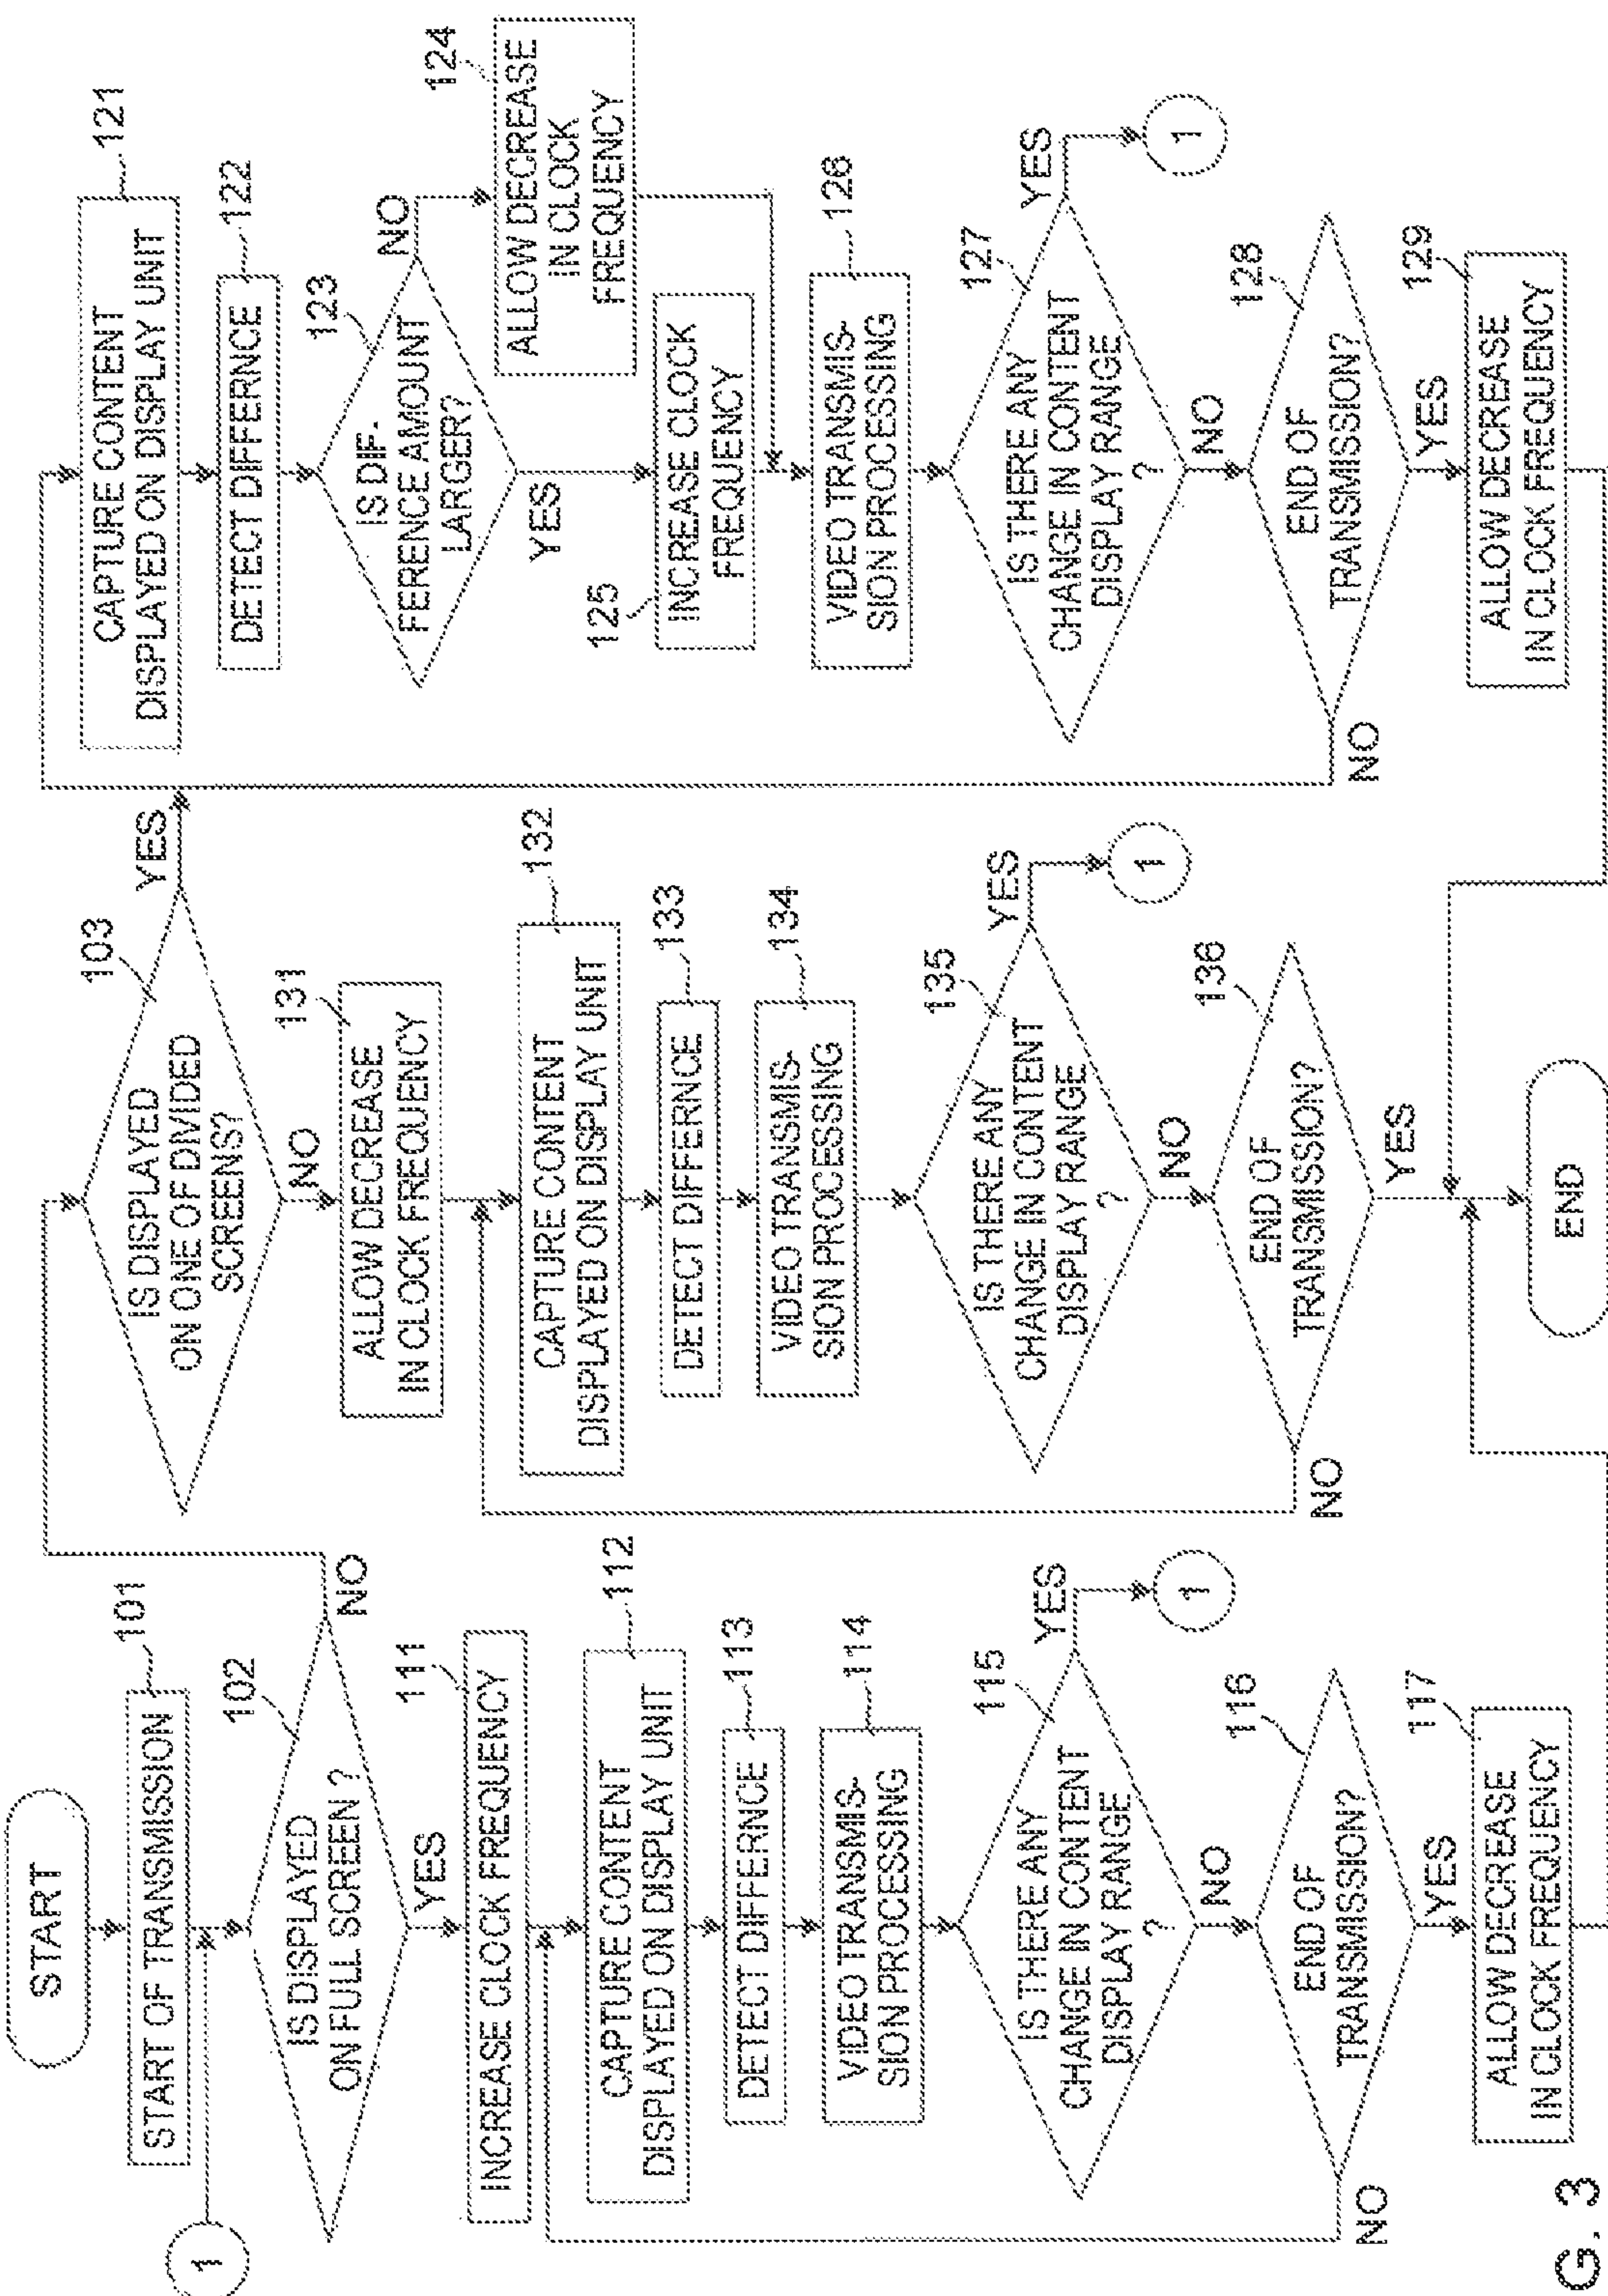 START
START OF TRANSMISSION
101
1
IS DISPLAYED
ON FULL SCREEN ?
102
NO
YES
INCREASE CLOCK FREQUENCY
111
CAPTURE CONTENT
DISPLAYED ON DISPLAY UNIT
112
DETECT DIFFERNCE
113
VIDEO TRANSMIS-
SION PROCESSING
114
IS THERE ANY
CHANGE IN CONTENT
DISPLAY RANGE
?
115
YES
1
NO
END OF
TRANSMISSION?
116
NO
YES
ALLOW DECREASE
IN CLOCK FREQUENCY
117
IS DISPLAYED
ON ONE OF DIVIDED
SCREENS?
103
YES
NO
ALLOW DECREASE
IN CLOCK FREQUENCY
131
CAPTURE CONTENT
DISPLAYED ON DISPLAY UNIT
132
DETECT DIFFERNCE
133
VIDEO TRANSMIS-
SION PROCESSING
134
IS THERE ANY
CHANGE IN CONTENT
DISPLAY RANGE
?
135
YES
1
NO
END OF
TRANSMISSION?
136
NO
YES
END
CAPTURE CONTENT
DISPLAYED ON DISPLAY UNIT
121
DETECT DIFFERNCE
122
IS DIF-
FERENCE AMOUNT
LARGER?
123
NO
ALLOW DECREASE
IN CLOCK
FREQUENCY
124
YES
125
INCREASE CLOCK
FREQUENCY
VIDEO TRANSMIS-
SION PROCESSING
126
IS THERE ANY
CHANGE IN CONTENT
DISPLAY RANGE
?
127
YES
1
NO
END OF
TRANSMISSION?
128
NO
YES
ALLOW DECREASE
IN CLOCK FREQUENCY
129
G. 3